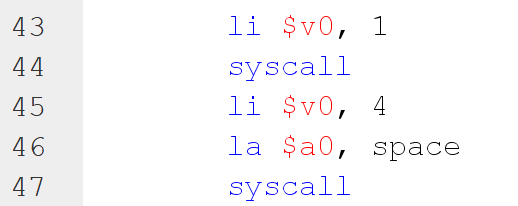 43 li $v0, 1
44 syscall
45 li $v0, 4
46 la $a0, space
47 syscall